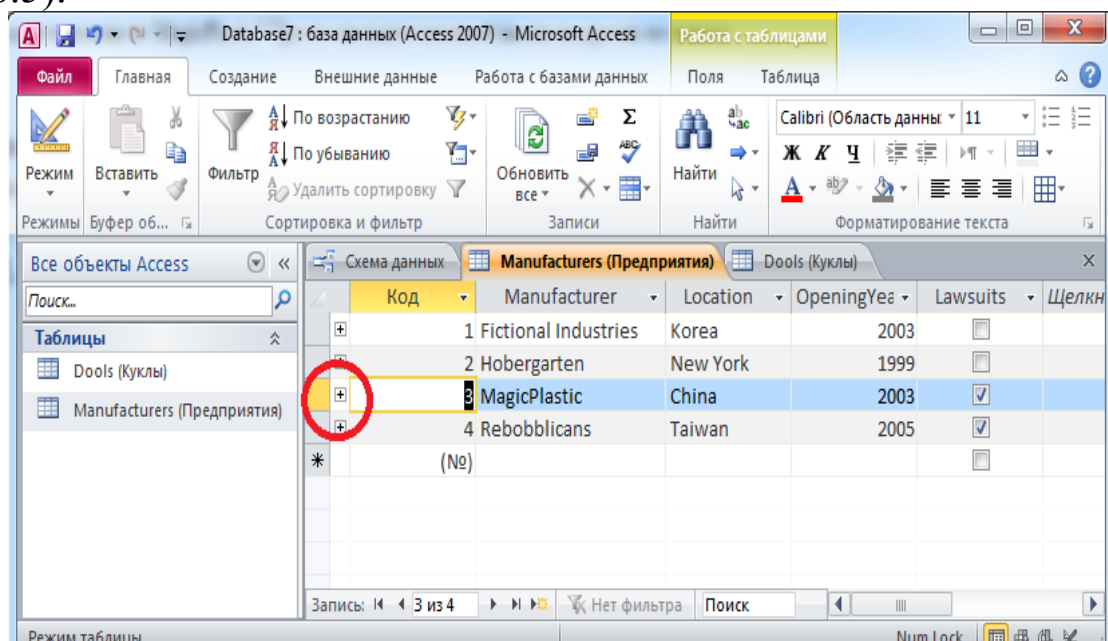 Database7 : база данных (Access 2007) - Microsoft Access
Работа с таблицами
Файл Главная Создание Внешние данные Работа с базами данных Поля Таблица
Режим
Вставить
Фильтр
По возрастанию
По убыванию
Удалить сортировку
Обновить все
Найти
Calibri (Область данны: 11
Ж К Ч
Режимы Буфер об... Сортировка и фильтр Записи Найти Форматирование текста
Все объекты Access
Поиск...
Таблицы
Dools (Куклы)
Manufacturers (Предприятия)
Схема данных Manufacturers (Предприятия) Dools (Куклы)
Код Manufacturer Location OpeningYea Lawsuits Щелкн
1 Fictional Industries Korea 2003
2 Hobergarten New York 1999
3 MagicPlastic China 2003
4 Rebobblicans Taiwan 2005
(№)
Запись: 3 из 4 Нет фильтра Поиск
Режим таблицы Num Lock